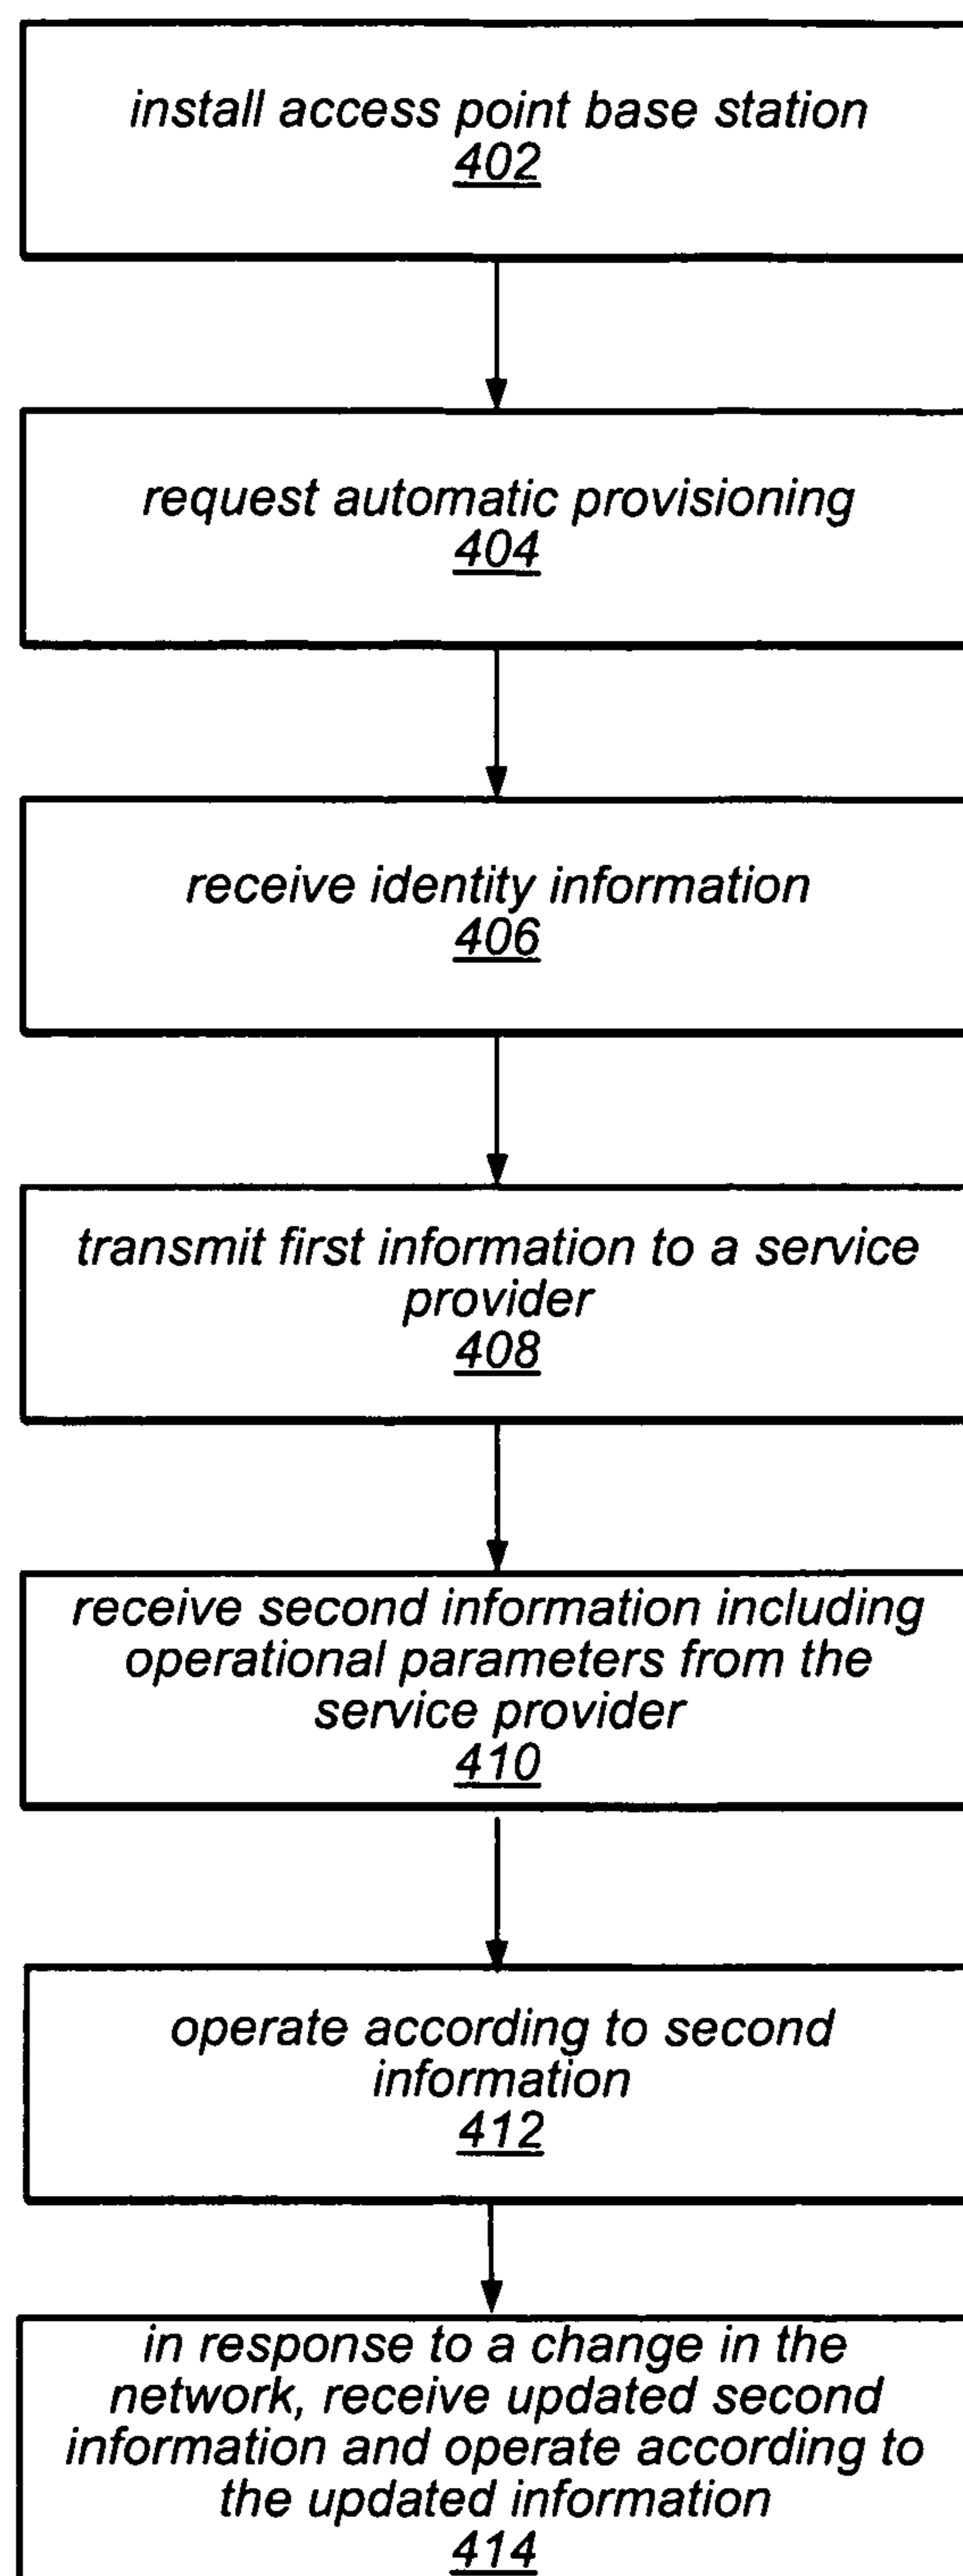 install access point base station
402
request automatic provisioning
404
receive identity information
406
transmit first information to a service
provider
408
receive second information including
operational parameters from the
service provider
410
operate according to second
information
412
in response to a change in the
network, receive updated second
information and operate according to
the updated information
414